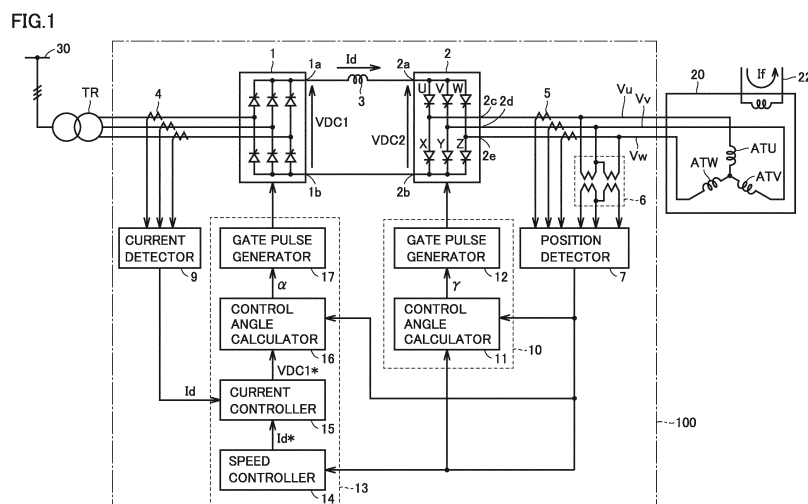 FIG.1
30
TR
4
1
1a
Id
3
VDC1
1b
2a
2
U V W
X Y Z
VDC2
2b
2c
2d
2e
5
Vu
Vv
Vw
6
20
If
22
ATU
ATW
ATV
CURRENT
DETECTOR
9
GATE PULSE
GENERATOR
17
α
CONTROL
ANGLE
CALCULATOR
16
VDC1*
Id
CURRENT
CONTROLLER
15
Id*
SPEED
CONTROLLER
14
13
GATE PULSE
GENERATOR
12
γ
CONTROL
ANGLE
CALCULATOR
11
10
POSITION
DETECTOR
7
100